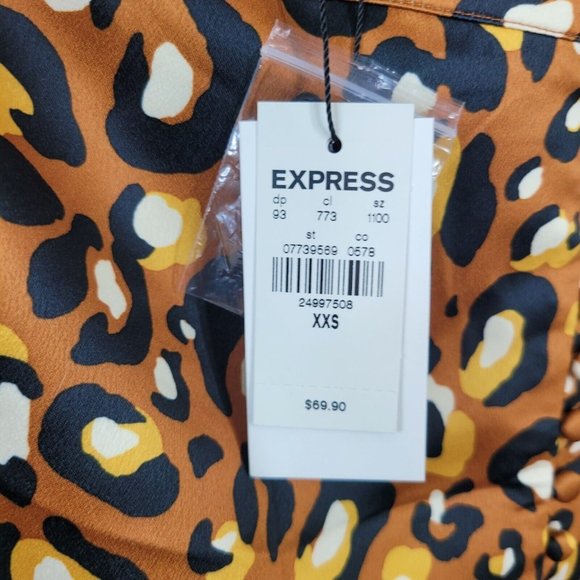 EXPRESS
dp cl sz
93 773 1100
st co
07739569 0578
24997508
XXS
$69.90